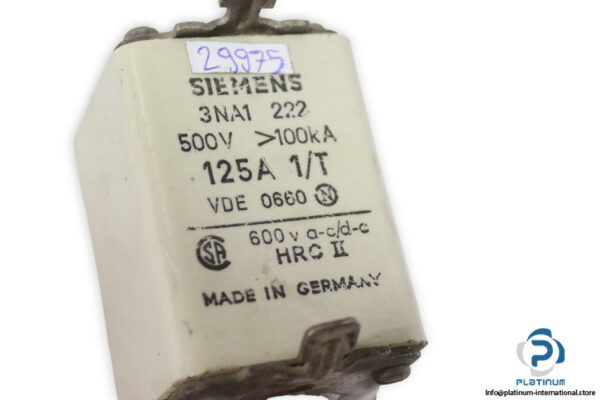 29975
SIEMENS
3NA1 222
500V >100kA
125A 1/T
VDE 0660 N
SA 600 v a-c/d-c
HRC II
MADE IN GERMANY
PLATINUM
Info@platinum-international.store